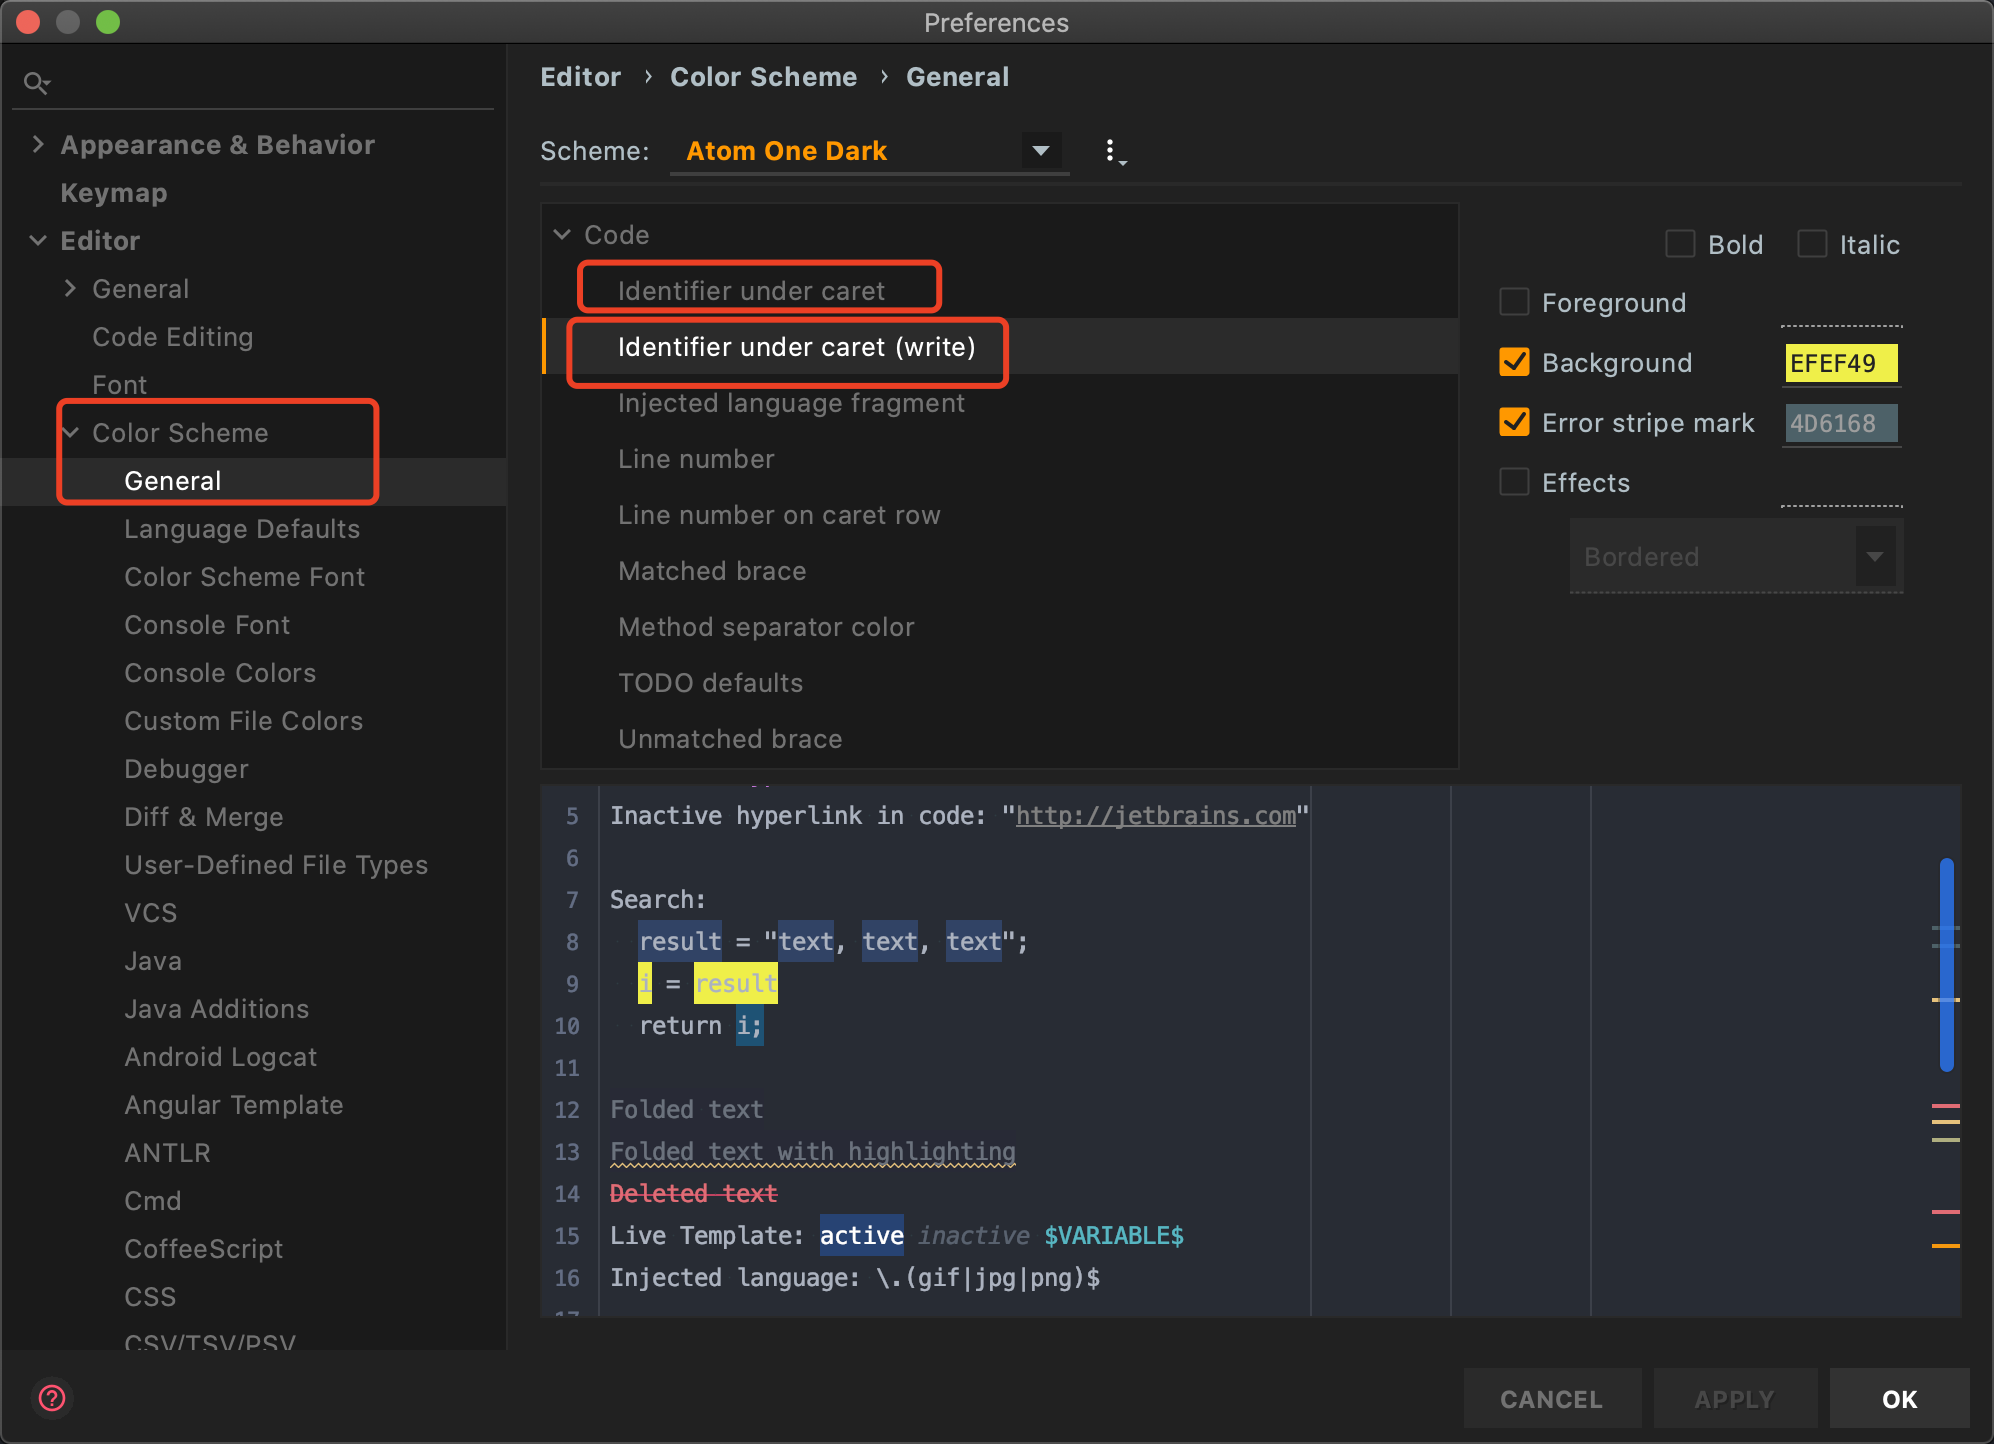 Preferences
Appearance & Behavior
Keymap
Editor
General
Code Editing
Font
Color Scheme
General
Language Defaults
Color Scheme Font
Console Font
Console Colors
Custom File Colors
Debugger
Diff & Merge
User-Defined File Types
VCS
Java
Java Additions
Android Logcat
Angular Template
ANTLR
Cmd
CoffeeScript
CSS
CSV/TSV/PSV
Editor › Color Scheme › General
Scheme: Atom One Dark
Code
Identifier under caret
Identifier under caret (write)
Injected language fragment
Line number
Line number on caret row
Matched brace
Method separator color
TODO defaults
Unmatched brace
Bold Italic
Foreground
Background EFEF49
Error stripe mark 4D6168
Effects
Bordered
5 Inactive hyperlink in code: "http://jetbrains.com"
6
7 Search:
8 result = "text, text, text";
9 i = result
10 return i;
11
12 Folded text
13 Folded text with highlighting
14 Deleted text
15 Live Template: active inactive $VARIABLE$
16 Injected language: \.(gif|jpg|png)$
17
?
CANCEL APPLY OK